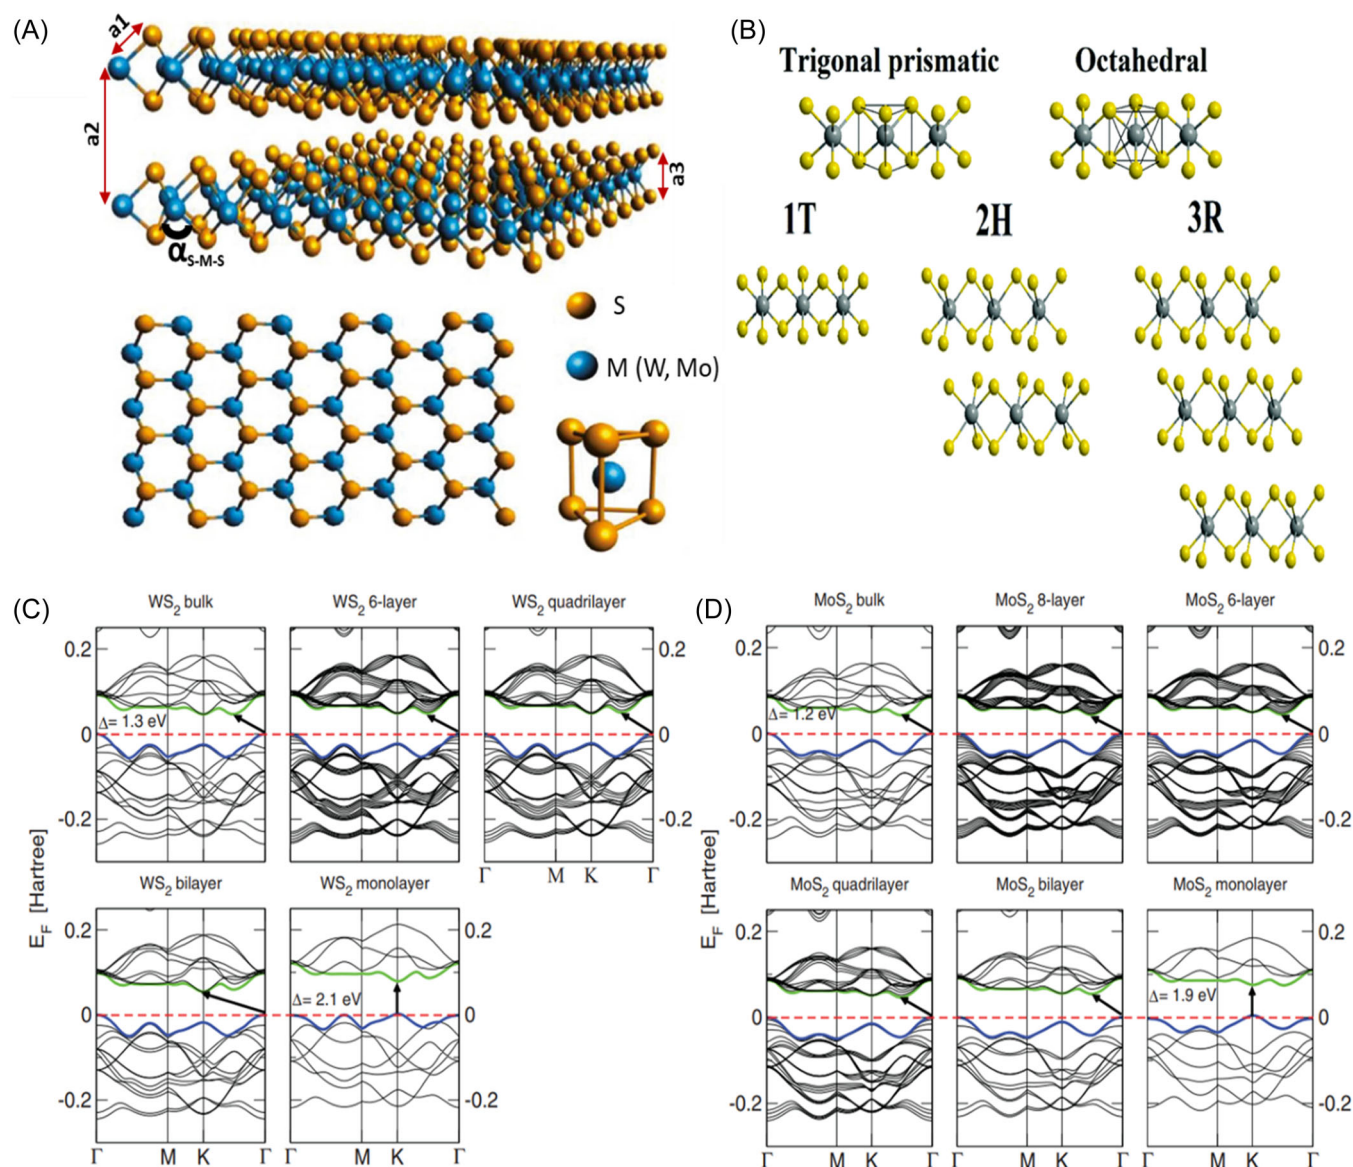 (A)
a1
a2
a3
α S-M-S
S
M (W, Mo)
(B)
Trigonal prismatic
Octahedral
1T
2H
3R
(C)
WS2 bulk
WS2 6-layer
WS2 quadrilayer
0.2
0
-0.2
Δ= 1.3 eV
0.2
0
-0.2
Γ M K Γ
WS2 bilayer
WS2 monolayer
EF [Hartree]
0.2
0
-0.2
Δ= 2.1 eV
0.2
0
-0.2
Γ M K Γ
Γ M K Γ
(D)
MoS2 bulk
MoS2 8-layer
MoS2 6-layer
0.2
0
-0.2
Δ= 1.2 eV
0.2
0
-0.2
MoS2 quadrilayer
MoS2 bilayer
MoS2 monolayer
EF [Hartree]
0.2
0
-0.2
Δ= 1.9 eV
0.2
0
-0.2
Γ M K Γ
Γ M K Γ
Γ M K Γ